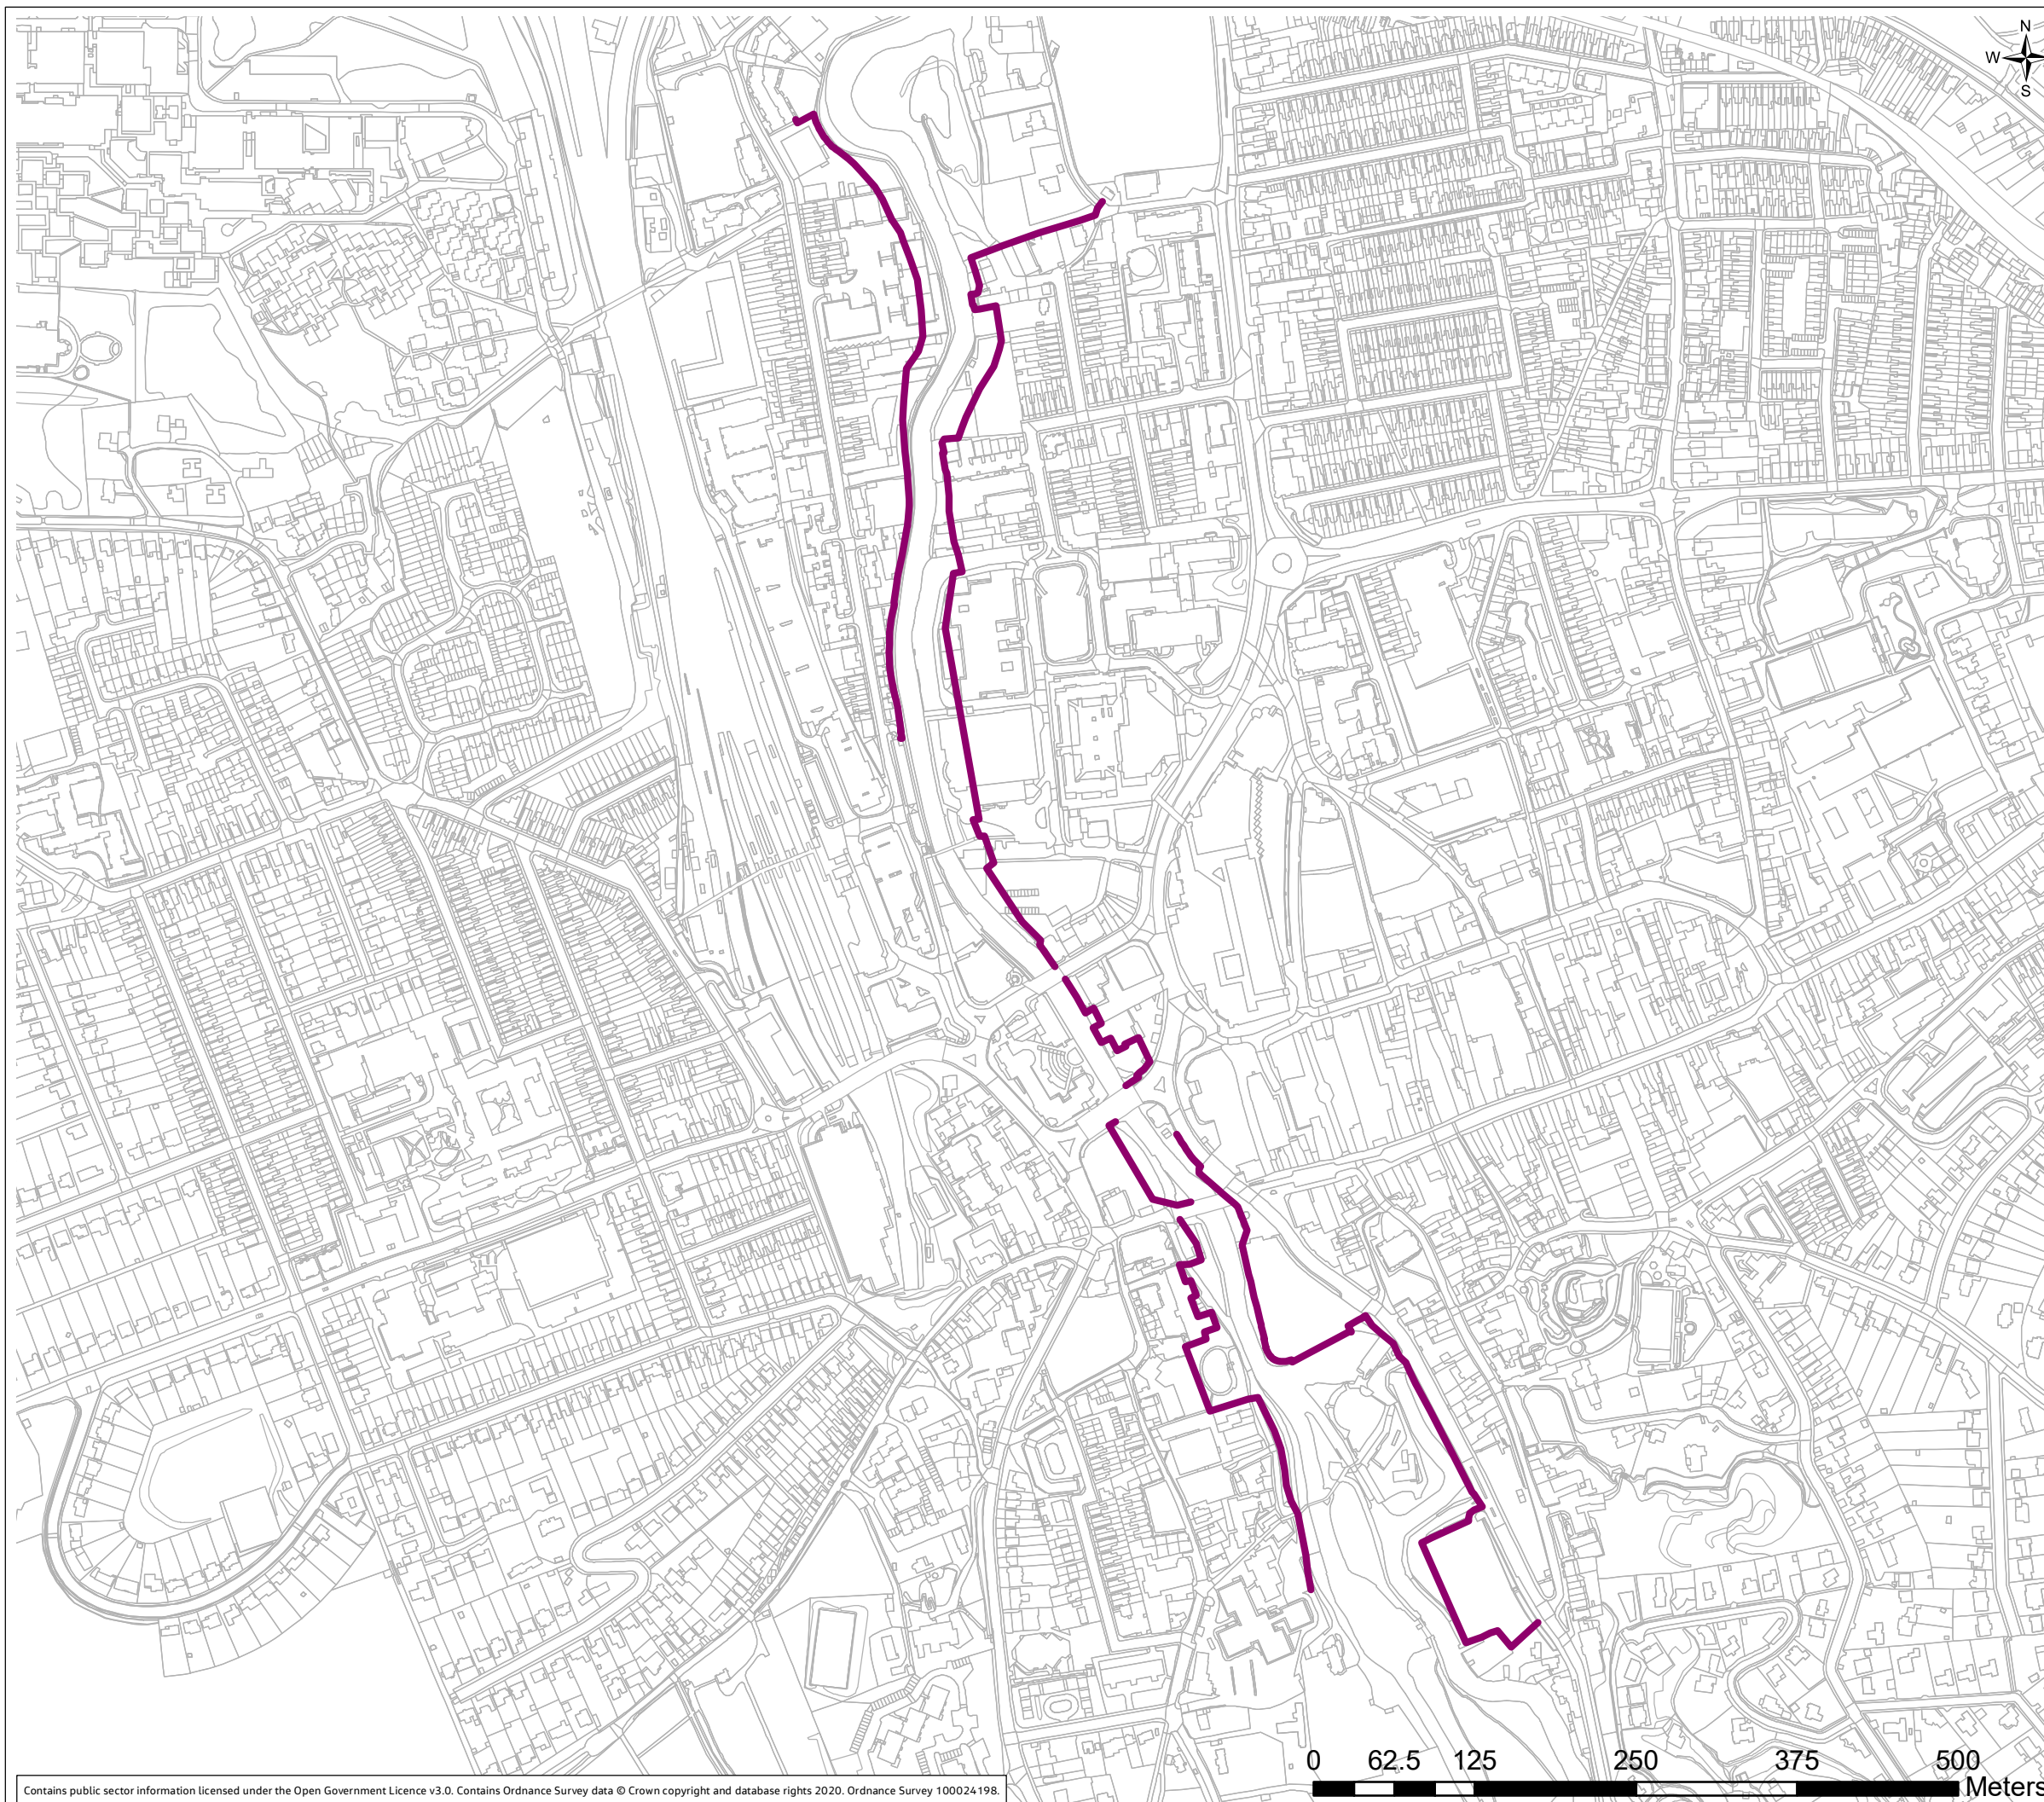 N
W
S
0 62.5 125 250 375 500
Meters
Contains public sector information licensed under the Open Government Licence v3.0. Contains Ordnance Survey data © Crown copyright and database rights 2020. Ordnance Survey 100024198.